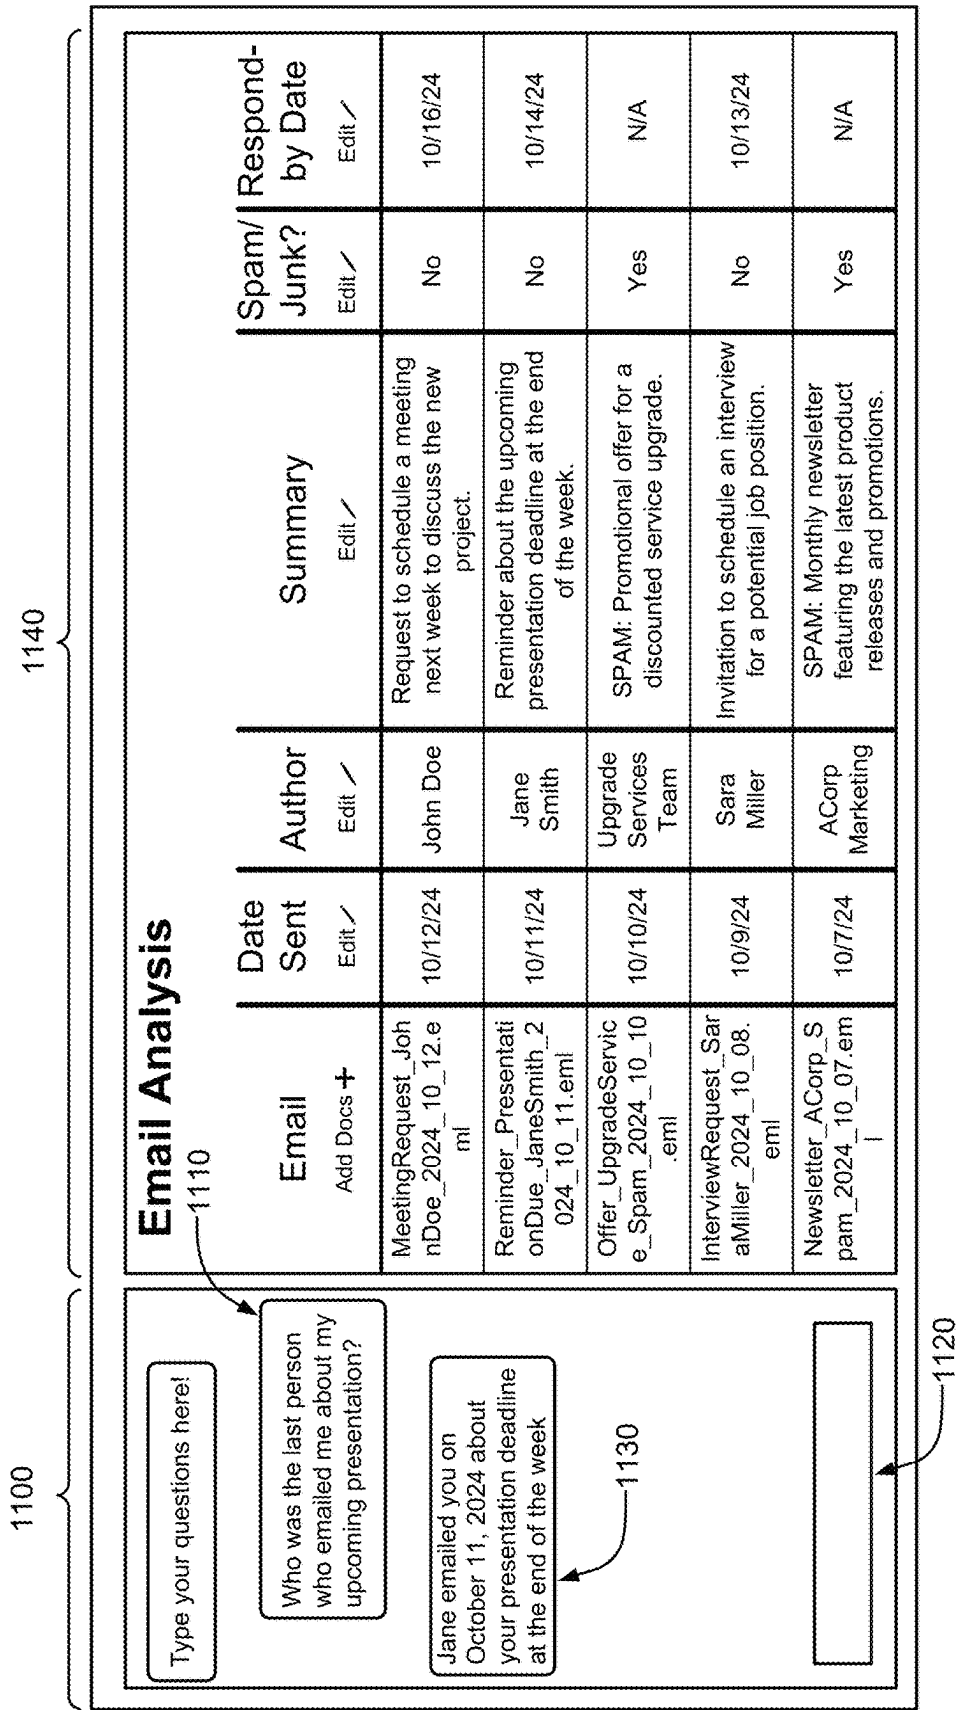 1100
1140
Type your questions here!
Who was the last person
who emailed me about my
upcoming presentation?
1110
Jane emailed you on
October 11, 2024 about
your presentation deadline
at the end of the week
1130
1120
Email Analysis
Email
Add Docs +
Date
Sent
Edit
Author
Edit
Summary
Edit
Spam/
Junk?
Edit
Respond-
by Date
Edit
MeetingRequest_Joh
nDoe_2024_10_12.e
ml
10/12/24
John Doe
Request to schedule a meeting
next week to discuss the new
project.
No
10/16/24
Reminder_Presentati
onDue_JaneSmith_2
024_10_11.eml
10/11/24
Jane
Smith
Reminder about the upcoming
presentation deadline at the end
of the week.
No
10/14/24
Offer_UpgradeServic
e_Spam_2024_10_10
.eml
10/10/24
Upgrade
Services
Team
SPAM: Promotional offer for a
discounted service upgrade.
Yes
N/A
InterviewRequest_Sar
aMiller_2024_10_08.
eml
10/9/24
Sara
Miller
Invitation to schedule an interview
for a potential job position.
No
10/13/24
Newsletter_ACorp_S
pam_2024_10_07.em
l
10/7/24
ACorp
Marketing
SPAM: Monthly newsletter
featuring the latest product
releases and promotions.
Yes
N/A